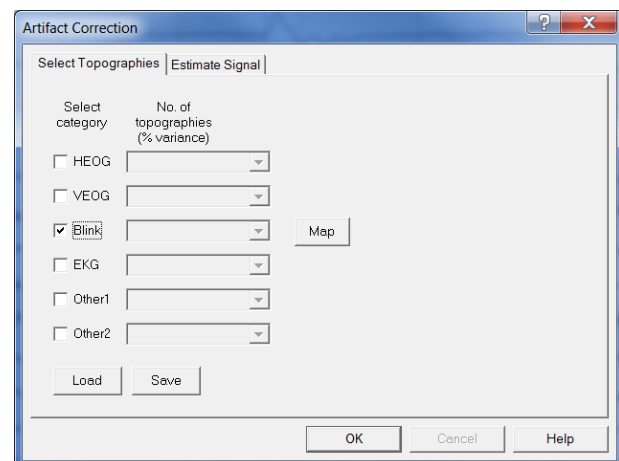 Artifact Correction
Select Topographies Estimate Signal
Select category
No. of topographies (% variance)
HEOG
VEOG
Blink Map
EKG
Other1
Other2
Load Save
OK Cancel Help